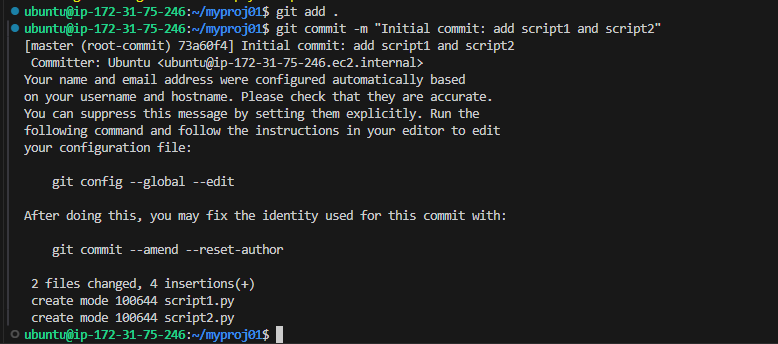 ubuntu@ip-172-31-75-246:~/myproj01$ git add .
ubuntu@ip-172-31-75-246:~/myproj01$ git commit -m "Initial commit: add script1 and script2"
[master (root-commit) 73a60f4] Initial commit: add script1 and script2
 Committer: Ubuntu <ubuntu@ip-172-31-75-246.ec2.internal>
Your name and email address were configured automatically based
on your username and hostname. Please check that they are accurate.
You can suppress this message by setting them explicitly. Run the
following command and follow the instructions in your editor to edit
your configuration file:

    git config --global --edit

After doing this, you may fix the identity used for this commit with:

    git commit --amend --reset-author

 2 files changed, 4 insertions(+)
 create mode 100644 script1.py
 create mode 100644 script2.py
ubuntu@ip-172-31-75-246:~/myproj01$